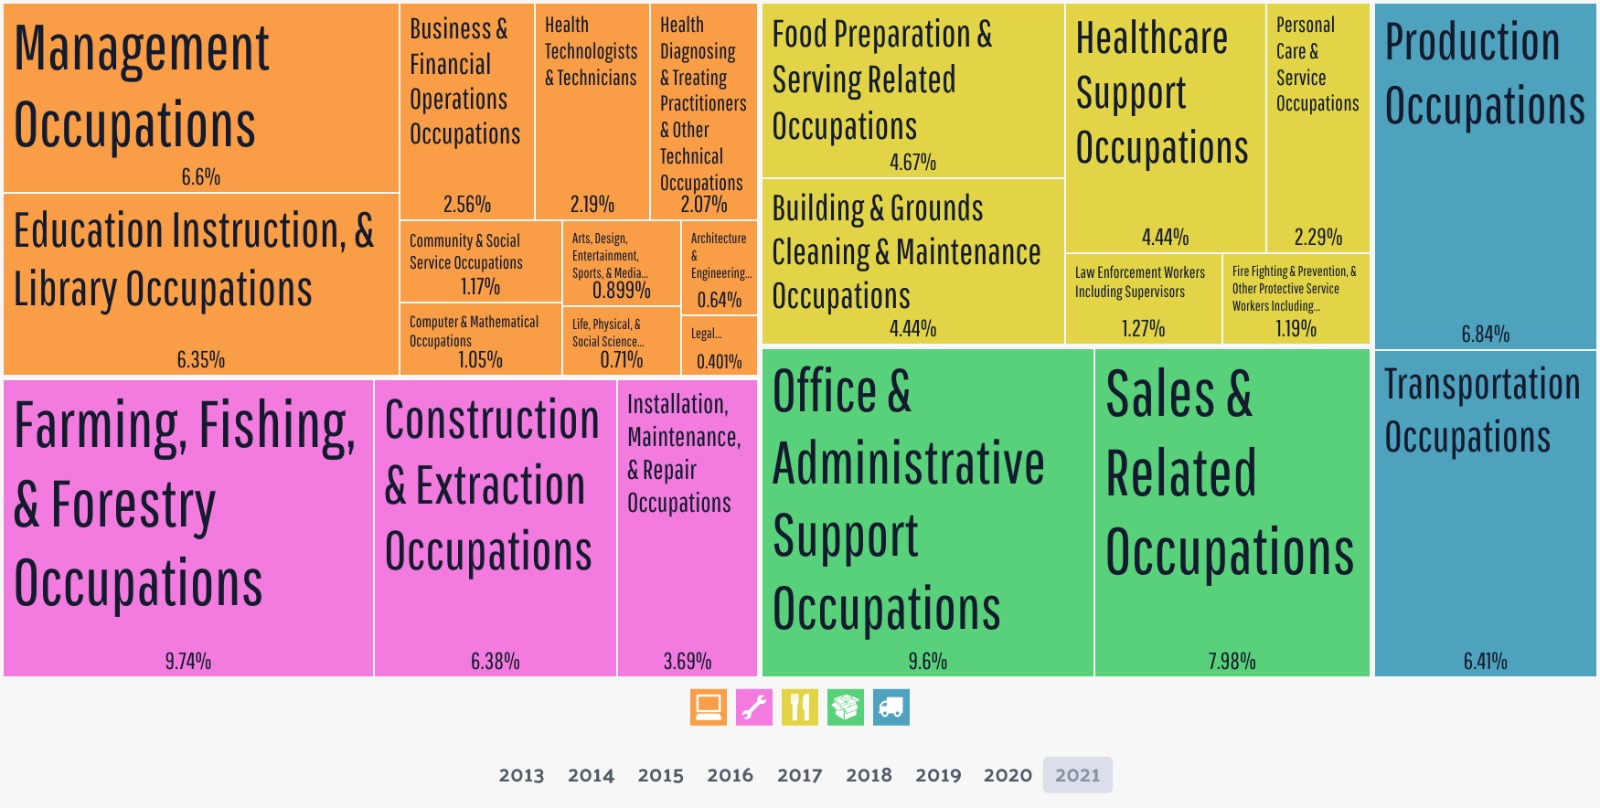 Management
Occupations
6.6%
Education Instruction, &
Library Occupations
6.35%
Business &
Financial
Operations
Occupations
2.56%
Health
Technologists
& Technicians
2.19%
Health
Diagnosing
& Treating
Practitioners
& Other
Technical
Occupations
2.07%
Community & Social
Service Occupations
1.17%
Computer & Mathematical
Occupations
1.05%
Arts, Design,
Entertainment,
Sports, & Media...
0.899%
Life, Physical, &
Social Science...
0.71%
Architecture
&
Engineering...
0.64%
Legal...
0.401%
Farming, Fishing,
& Forestry
Occupations
9.74%
Construction
& Extraction
Occupations
6.38%
Installation,
Maintenance,
& Repair
Occupations
3.69%
Food Preparation &
Serving Related
Occupations
4.67%
Building & Grounds
Cleaning & Maintenance
Occupations
4.44%
Healthcare
Support
Occupations
4.44%
Personal
Care &
Service
Occupations
2.29%
Law Enforcement Workers
Including Supervisors
1.27%
Fire Fighting & Prevention, &
Other Protective Service
Workers Including...
1.19%
Office &
Administrative
Support
Occupations
9.6%
Sales &
Related
Occupations
7.98%
Production
Occupations
6.84%
Transportation
Occupations
6.41%
2013 2014 2015 2016 2017 2018 2019 2020 2021